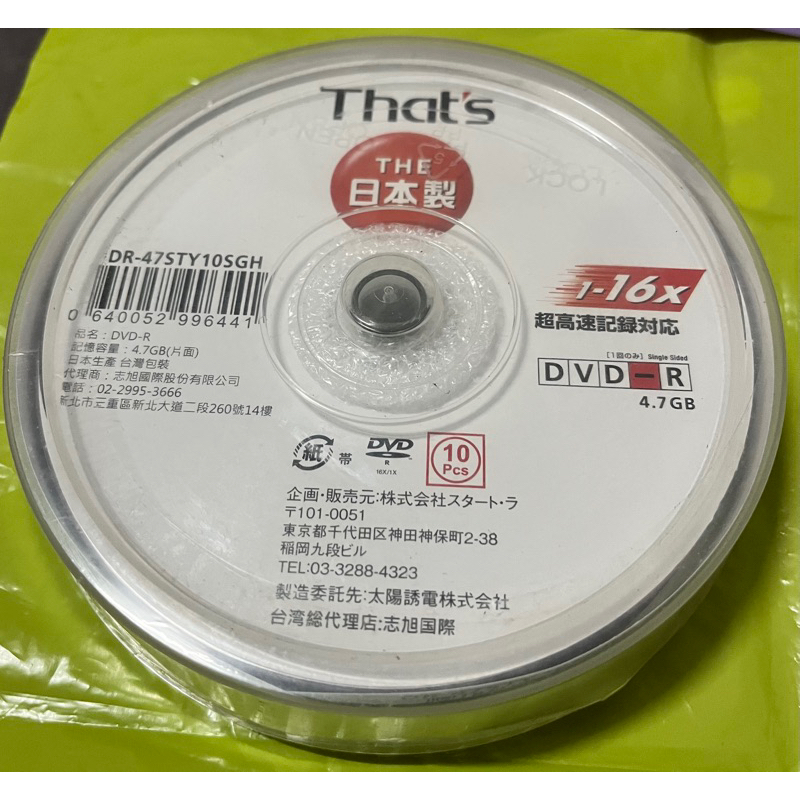 That's
THE
日本製
DR-47STY10SGH
0 640052 996441
品名：DVD-R
記憶容量：4.7GB(片面)
日本生產 台灣包裝
代理商：志旭國際股份有限公司
電話：02-2995-3666
新北市三重區新北大道二段260號14樓
1-16x
超高速記録対応
[1回のみ] Single Sided
DVD-R
4.7GB
紙 帯
DVD
R
16X/1X
10
Pcs
企画・販売元:株式会社スタート・ラ
〒101-0051
東京都千代田区神田神保町2-38
稲岡九段ビル
TEL:03-3288-4323
製造委託先:太陽誘電株式会社
台湾総代理店:志旭国際
LOCK